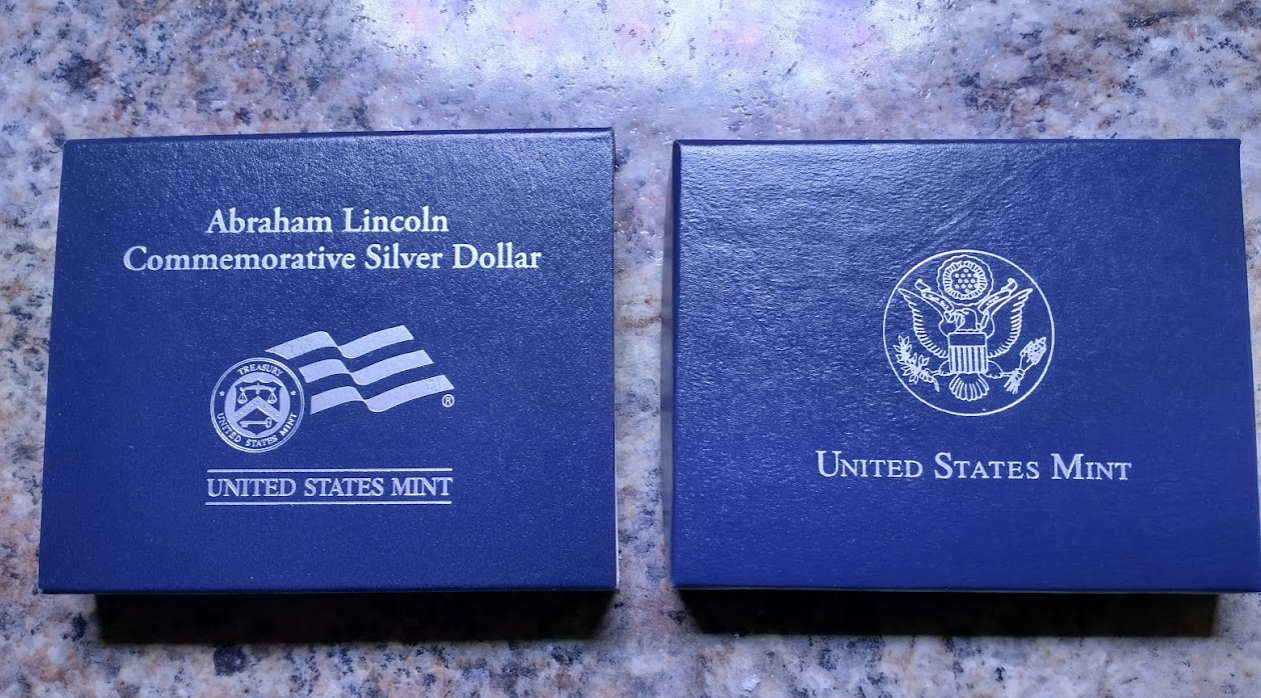 Abraham Lincoln
Commemorative Silver Dollar
TREASURY
UNITED STATES MINT
®
UNITED STATES MINT
UNITED STATES MINT